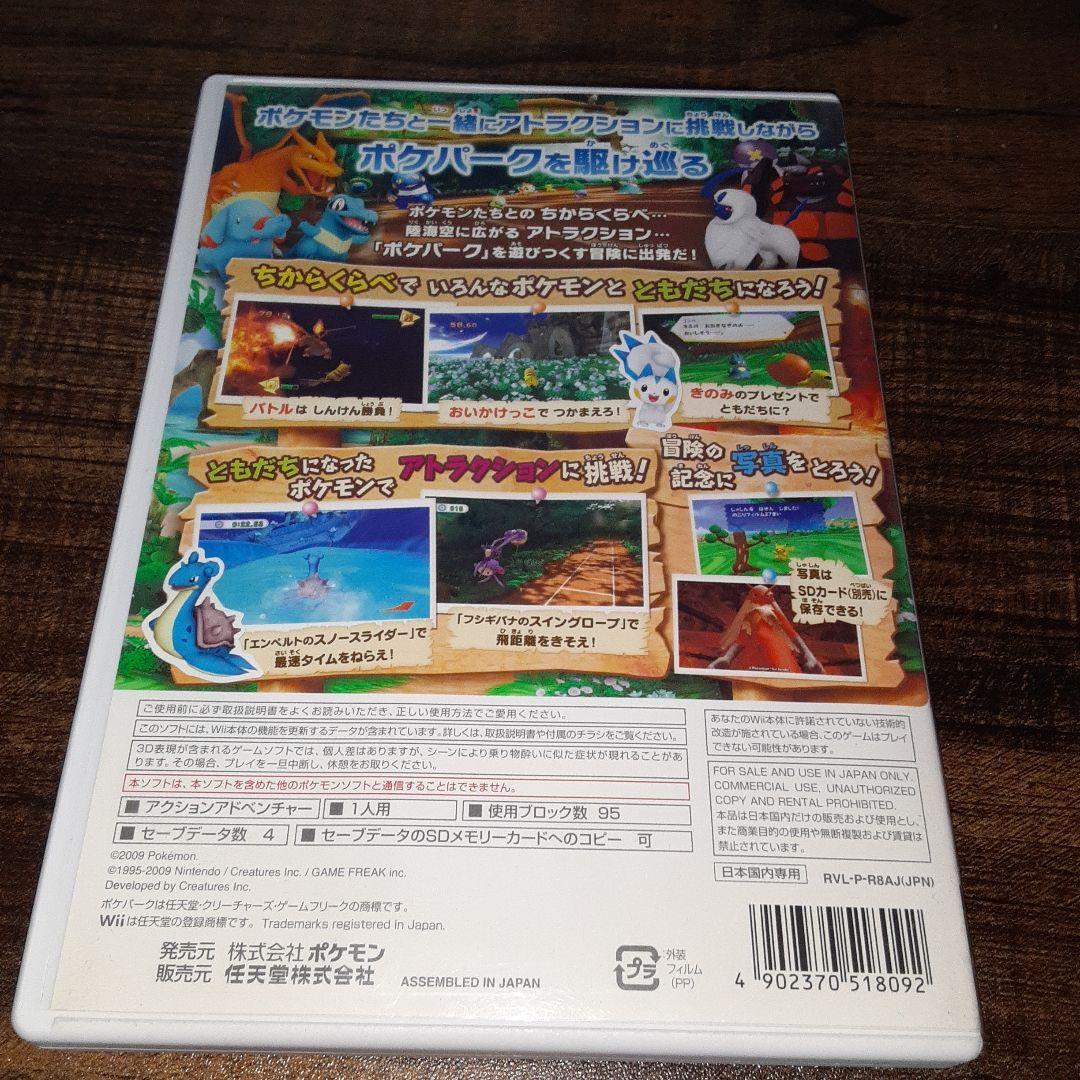 ポケモンたちと一緒にアトラクションに挑戦しながら
ポケパークを駆け巡る
ポケモンたちとの ちからくらべ…
陸海空に広がる アトラクション…
「ポケパーク」を遊びつくす冒険に出発だ!
ちからくらべで いろんなポケモンと ともだちになろう!
58.60
バトルは しんけん勝負!
おいかけっこで つかまえろ!
きのみのプレゼントで
ともだちに?
ともだちになった
ポケモンで
アトラクションに挑戦!
冒険の
記念に 写真をとろう!
0:22.55
「エンペルトのスノースライダー」で
最速タイムをねらえ!
「フシギバナのスイングロープ」で
飛距離をきそえ!
写真は
SDカード(別売)に
保存できる!
ご使用前に必ず取扱説明書をよくお読みいただき、正しい使用方法でご愛用ください。
このソフトには、Wii本体の機能を更新するデータが含まれています。詳しくは、取扱説明書や付属のチラシをご覧ください。
3D表現が含まれるゲームソフトでは、個人差はありますが、シーンにより乗り物酔いに似た症状が現れることがあ
ります。その場合、プレイを一旦中断し、休憩をお取りください。
本ソフトは、本ソフトを含めた他のポケモンソフトと通信することはできません。
■ アクションアドベンチャー
■ 1人用
■ 使用ブロック数 95
■ セーブデータ数 4
■ セーブデータのSDメモリーカードへのコピー 可
©2009 Pokémon.
©1995-2009 Nintendo / Creatures Inc. / GAME FREAK inc.
Developed by Creatures Inc.
ポケパークは任天堂・クリーチャーズ・ゲームフリークの商標です。
Wiiは任天堂の登録商標です。 Trademarks registered in Japan.
発売元 株式会社ポケモン
販売元 任天堂株式会社
ASSEMBLED IN JAPAN
プラ
外装
フィルム
(PP)
あなたのWii本体に許諾されていない技術的
改造が施されている場合、このゲームはプレイ
できない可能性があります。
FOR SALE AND USE IN JAPAN ONLY.
COMMERCIAL USE, UNAUTHORIZED
COPY AND RENTAL PROHIBITED.
本品は日本国内だけの販売および使用とし、
また商業目的の使用や無断複製および賃貸は
禁止されています。
日本国内専用
RVL-P-R8AJ(JPN)
4 902370 518092